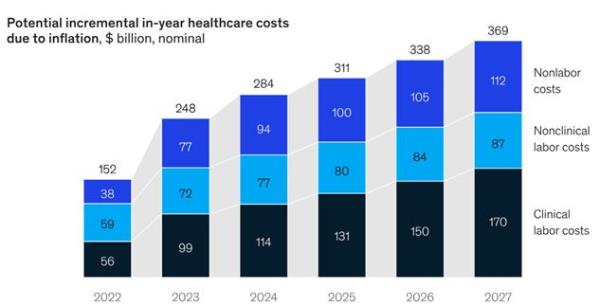 Potential incremental in-year healthcare costs
due to inflation, $ billion, nominal
369
338
311
284
248
152
112
105
100
94
77
38
Nonlabor
costs
87
84
80
77
72
59
Nonclinical
labor costs
170
150
131
114
99
56
Clinical
labor costs
2022 2023 2024 2025 2026 2027